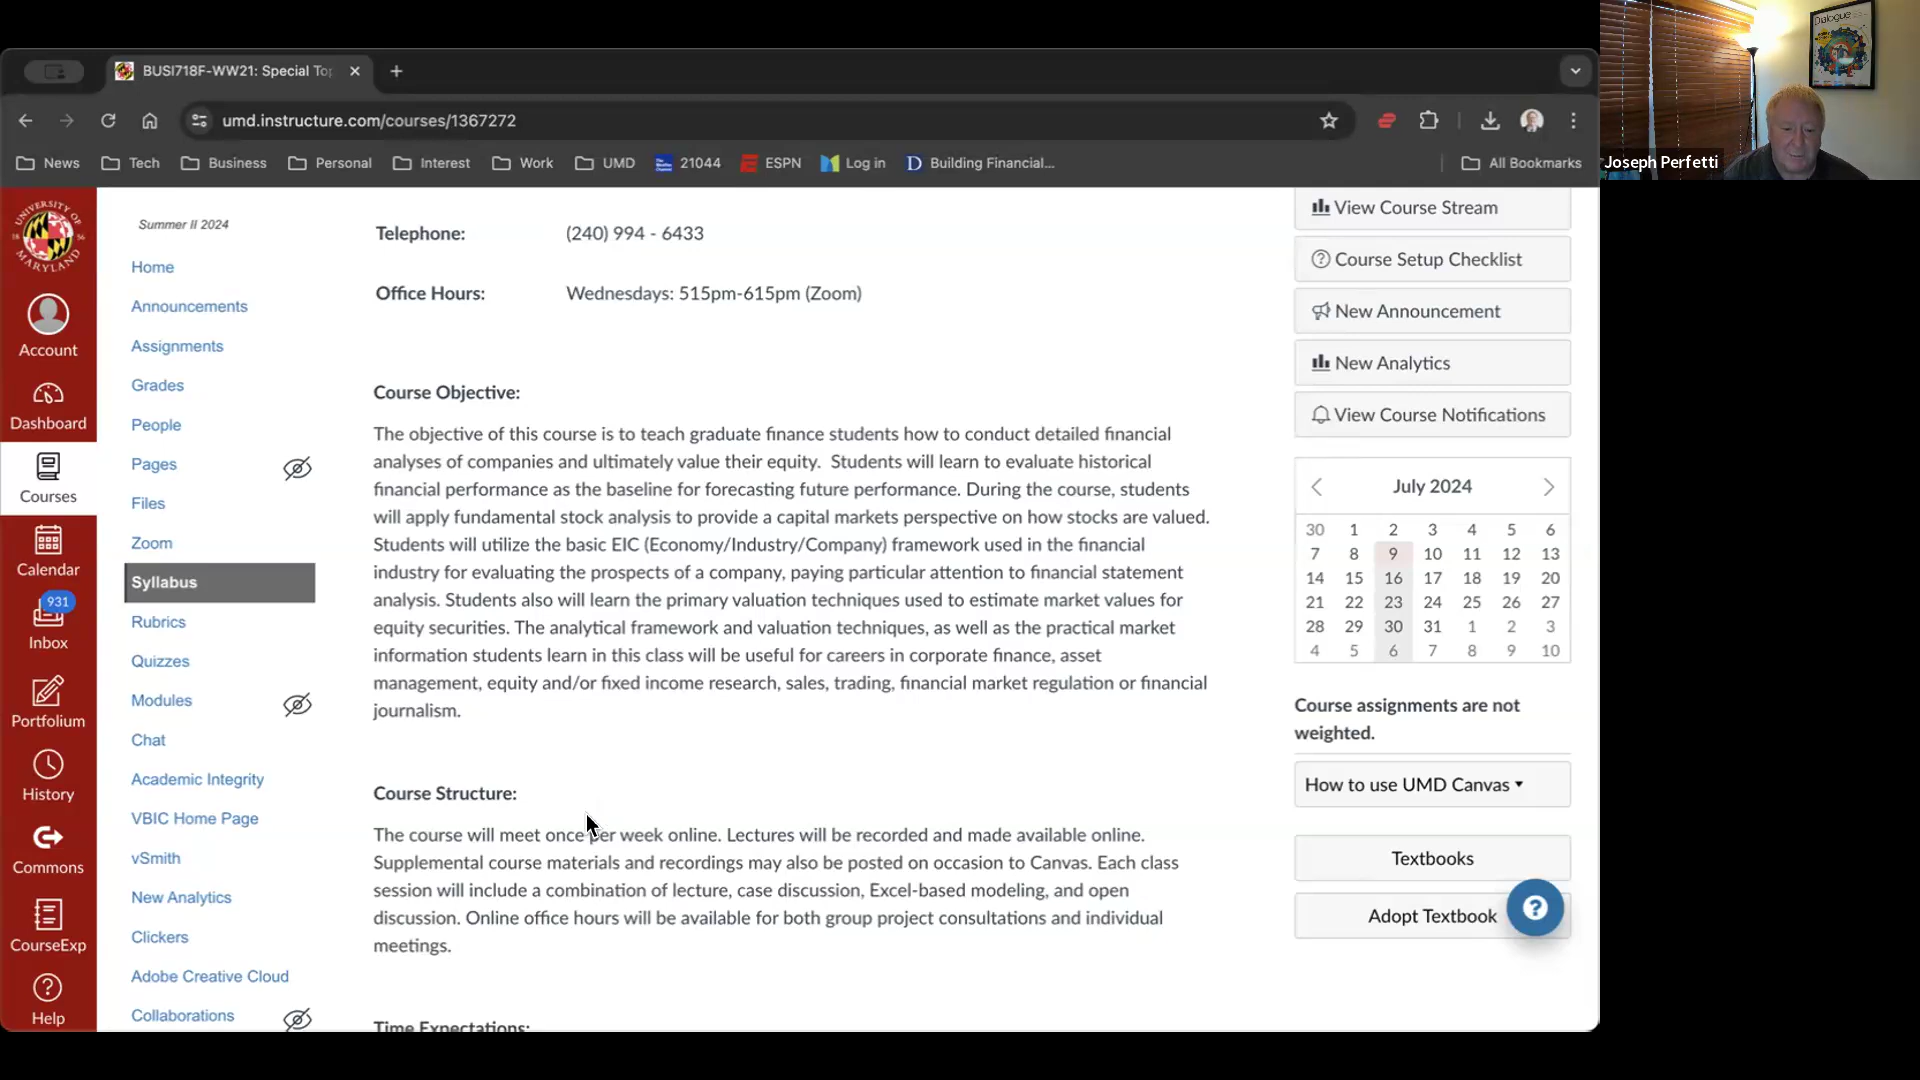 BUSI718F-WW21: Special Top
umd.instructure.com/courses/1367272
News
Tech
Business
Personal
Interest
Work
UMD
21044
ESPN
Log in
Building Financial...
All Bookmarks
Dialogue
Joseph Perfetti
UNIVERSITY OF
MARYLAND
18 56
Account
Dashboard
Courses
Calendar
931
Inbox
Portfolium
History
Commons
CourseExp
Help
Summer II 2024
Home
Announcements
Assignments
Grades
People
Pages
Files
Zoom
Syllabus
Rubrics
Quizzes
Modules
Chat
Academic Integrity
VBIC Home Page
vSmith
New Analytics
Clickers
Adobe Creative Cloud
Collaborations
Telephone: (240) 994 - 6433
Office Hours: Wednesdays: 515pm-615pm (Zoom)
Course Objective:
The objective of this course is to teach graduate finance students how to conduct detailed financial
analyses of companies and ultimately value their equity.  Students will learn to evaluate historical
financial performance as the baseline for forecasting future performance. During the course, students
will apply fundamental stock analysis to provide a capital markets perspective on how stocks are valued.
Students will utilize the basic EIC (Economy/Industry/Company) framework used in the financial
industry for evaluating the prospects of a company, paying particular attention to financial statement
analysis. Students also will learn the primary valuation techniques used to estimate market values for
equity securities. The analytical framework and valuation techniques, as well as the practical market
information students learn in this class will be useful for careers in corporate finance, asset
management, equity and/or fixed income research, sales, trading, financial market regulation or financial
journalism.
Course Structure:
The course will meet once per week online. Lectures will be recorded and made available online.
Supplemental course materials and recordings may also be posted on occasion to Canvas. Each class
session will include a combination of lecture, case discussion, Excel-based modeling, and open
discussion. Online office hours will be available for both group project consultations and individual
meetings.
Time Expectations:
View Course Stream
Course Setup Checklist
New Announcement
New Analytics
View Course Notifications
July 2024
30 1 2 3 4 5 6
7 8 9 10 11 12 13
14 15 16 17 18 19 20
21 22 23 24 25 26 27
28 29 30 31 1 2 3
4 5 6 7 8 9 10
Course assignments are not
weighted.
How to use UMD Canvas
Textbooks
Adopt Textbook